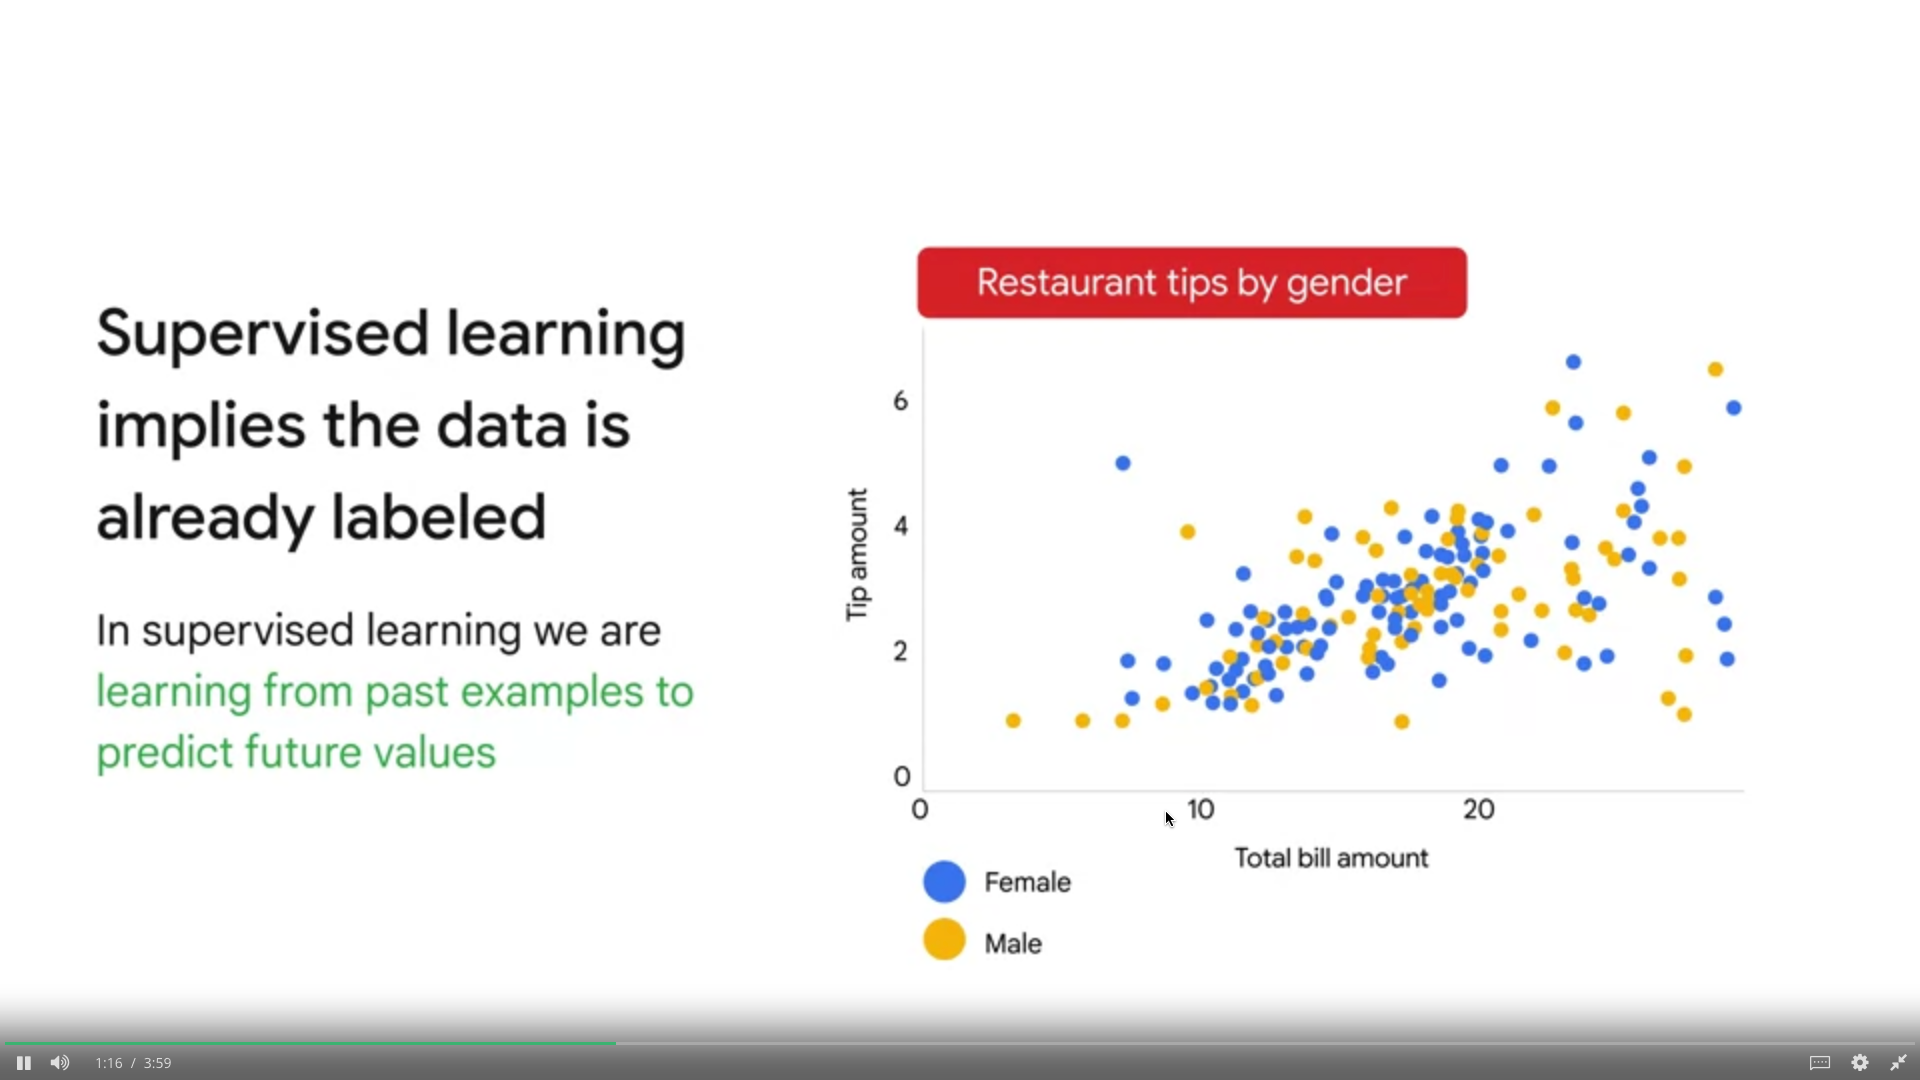 Supervised learning
implies the data is
already labeled
In supervised learning we are
learning from past examples to
predict future values
Restaurant tips by gender
Tip amount
6
4
2
0
0
10
20
Total bill amount
Female
Male
1:16 / 3:59